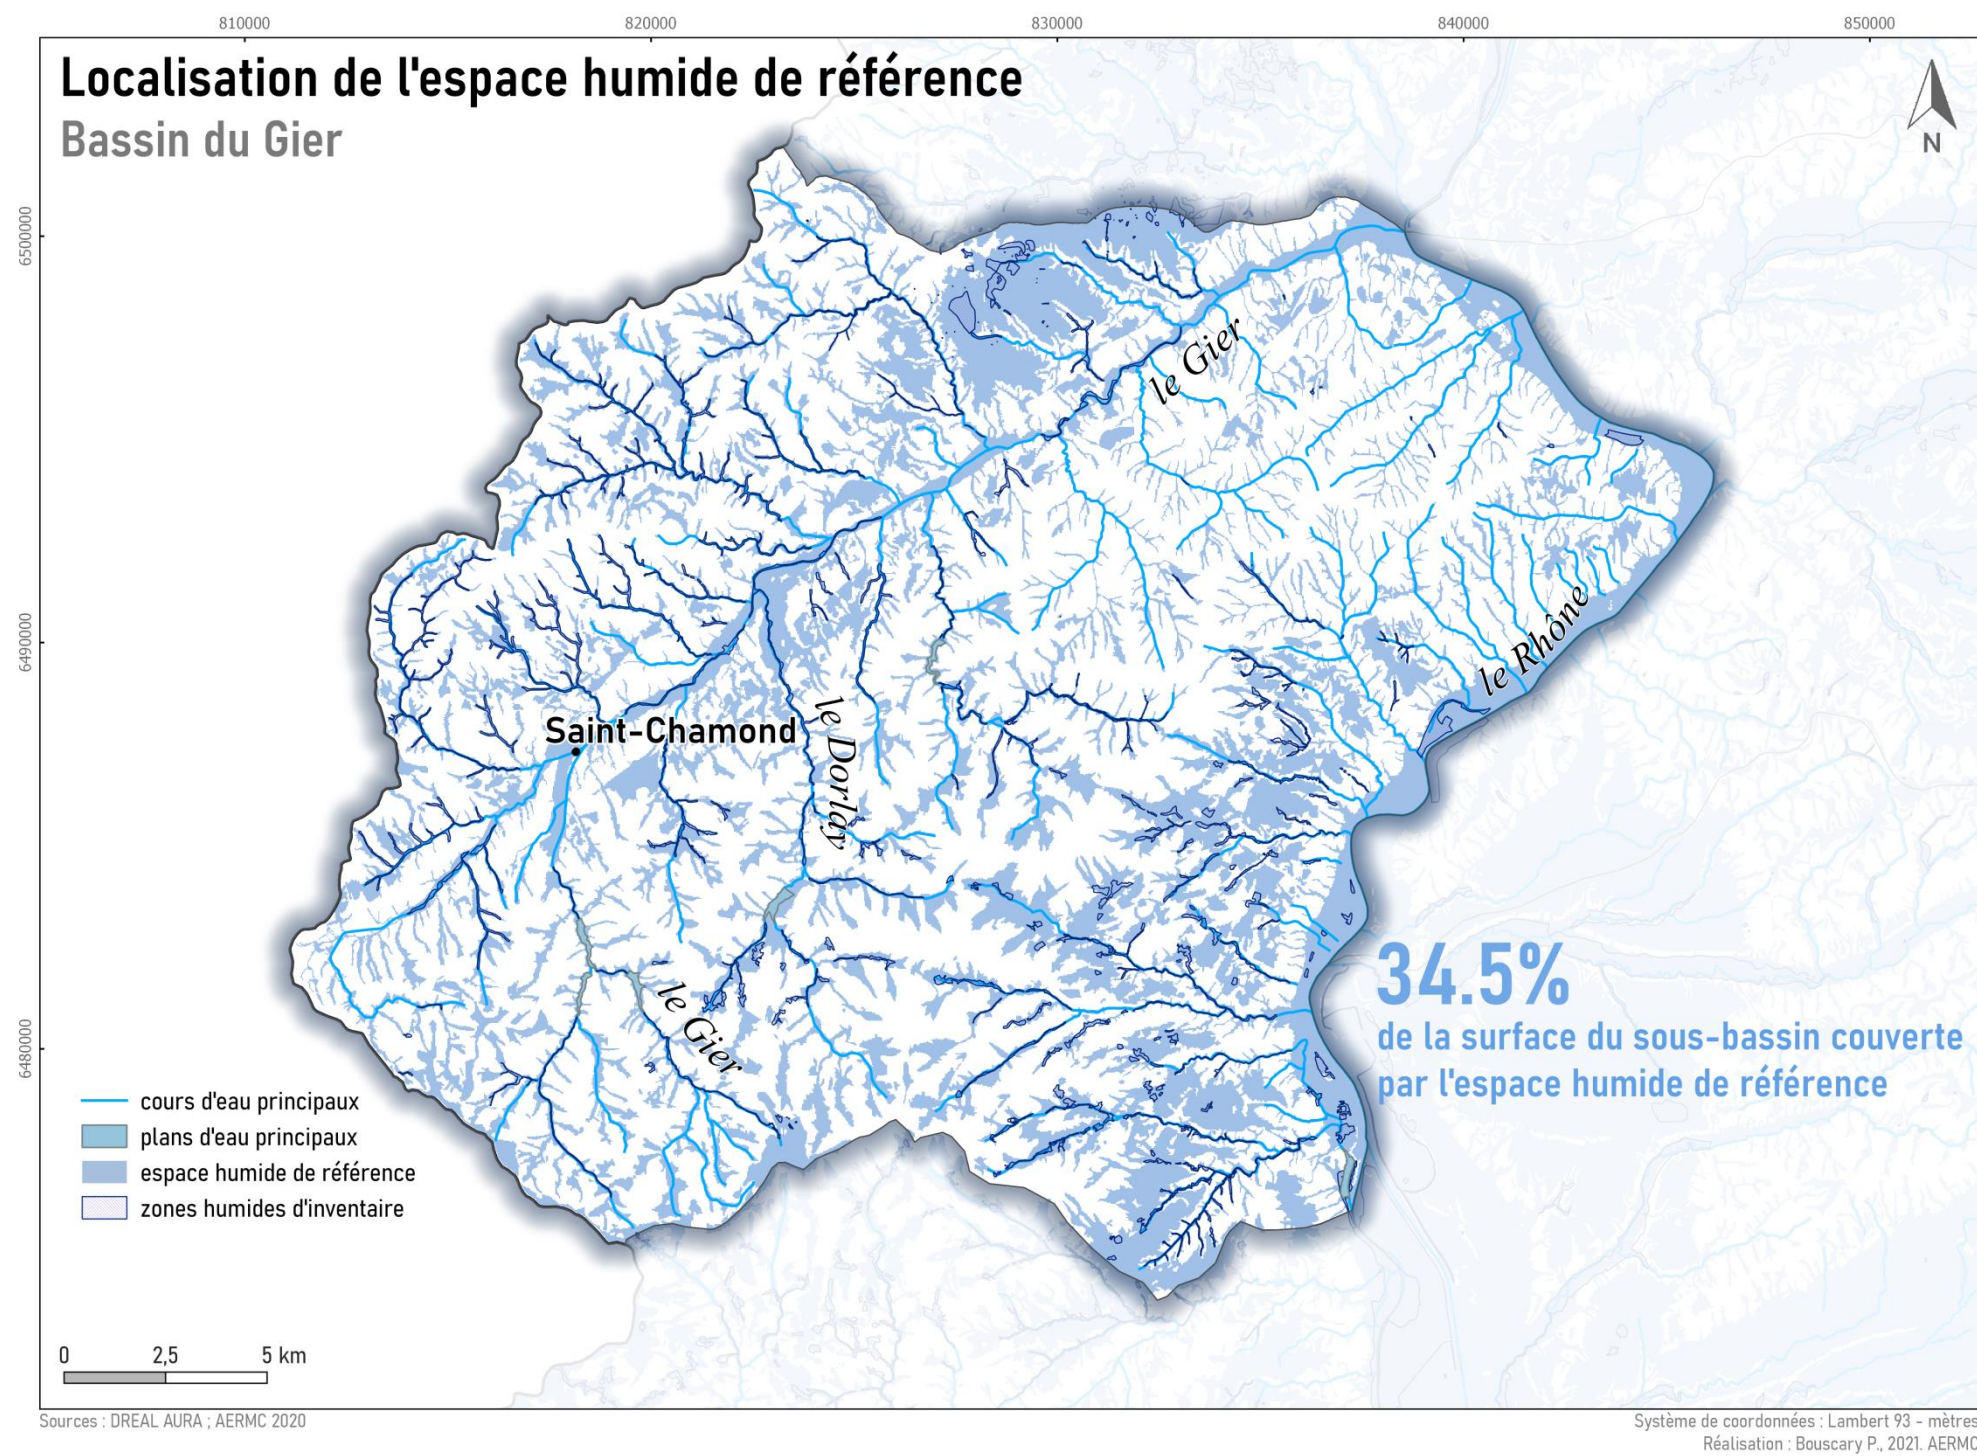 810000
820000
830000
840000
850000
Localisation de l'espace humide de référence
Bassin du Gier
N
6500000
6490000
6480000
le Gier
le Rhône
Saint-Chamond
le Dorlay
le Gier
34.5%
de la surface du sous-bassin couverte
par l'espace humide de référence
cours d'eau principaux
plans d'eau principaux
espace humide de référence
zones humides d'inventaire
0 2,5 5 km
Sources : DREAL AURA ; AERMC 2020
Système de coordonnées : Lambert 93 - mètres
Réalisation : Bouscary P., 2021. AERMC